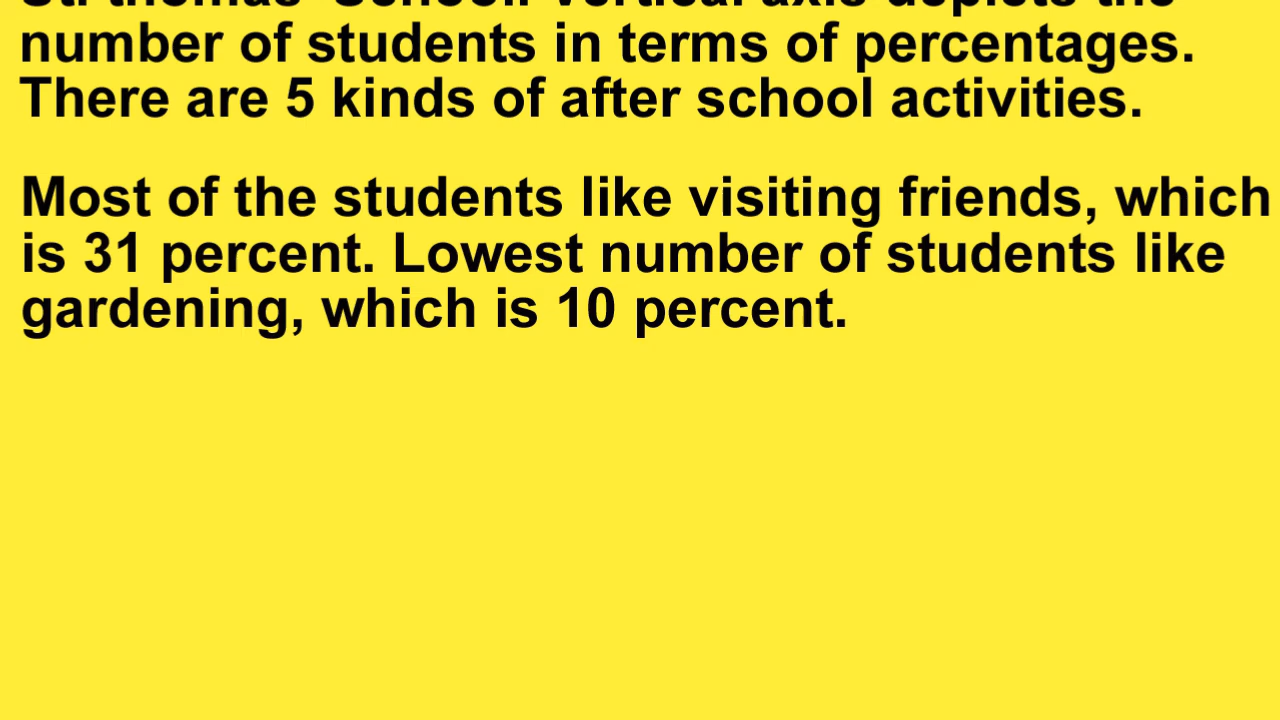 St. thomas' School. Vertical axis depicts the
number of students in terms of percentages.
There are 5 kinds of after school activities.
Most of the students like visiting friends, which
is 31 percent. Lowest number of students like
gardening, which is 10 percent.